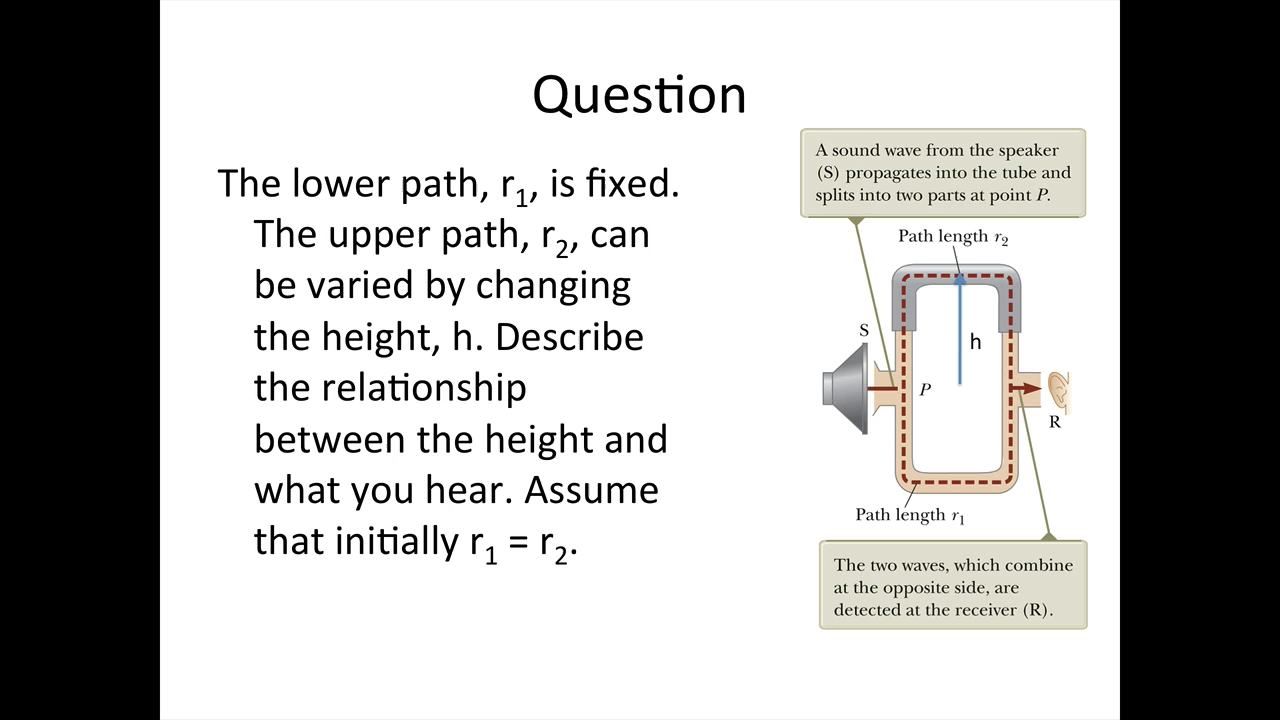 Question
The lower path, r₁, is fixed.
The upper path, r₂, can
be varied by changing
the height, h. Describe
the relationship
between the height and
what you hear. Assume
that initially r₁ = r₂.
A sound wave from the speaker
(S) propagates into the tube and
splits into two parts at point P.
Path length r₂
S
h
P
R
Path length r₁
The two waves, which combine
at the opposite side, are
detected at the receiver (R).